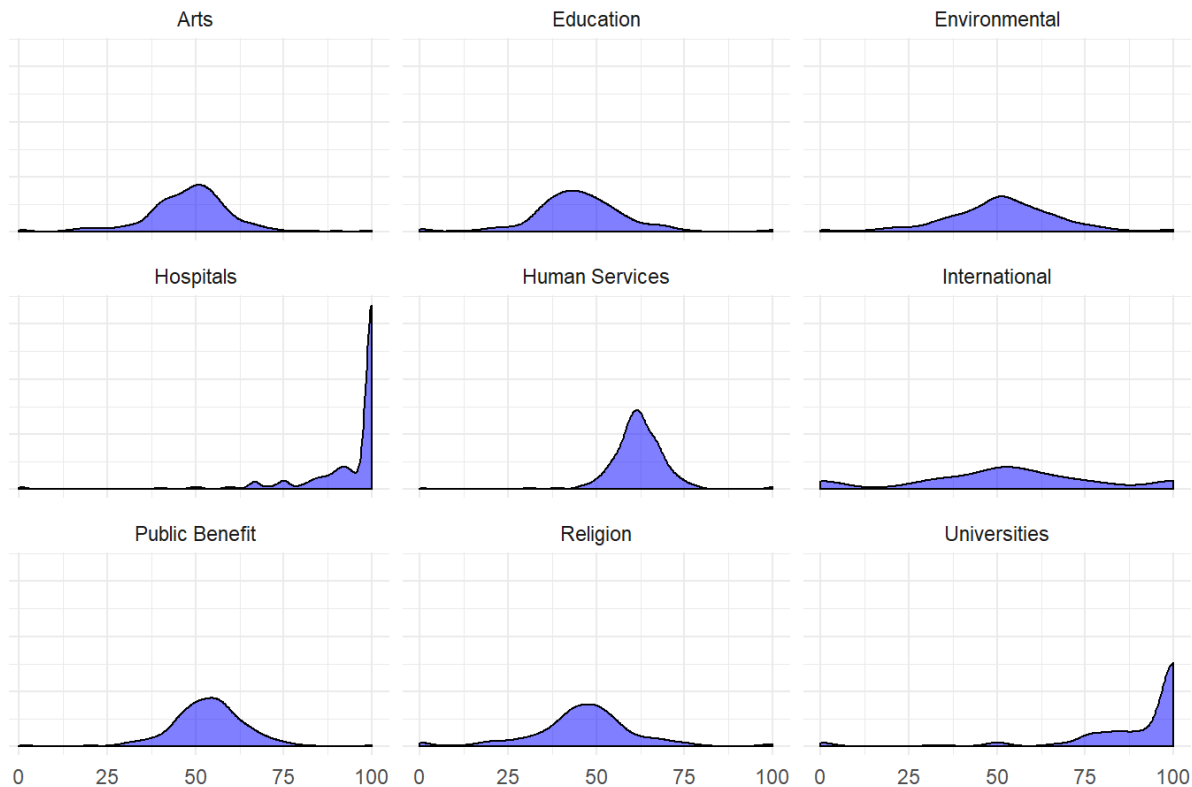 Arts Education Environmental
Hospitals Human Services International
Public Benefit Religion Universities
0 25 50 75 100 0 25 50 75 100 0 25 50 75 100